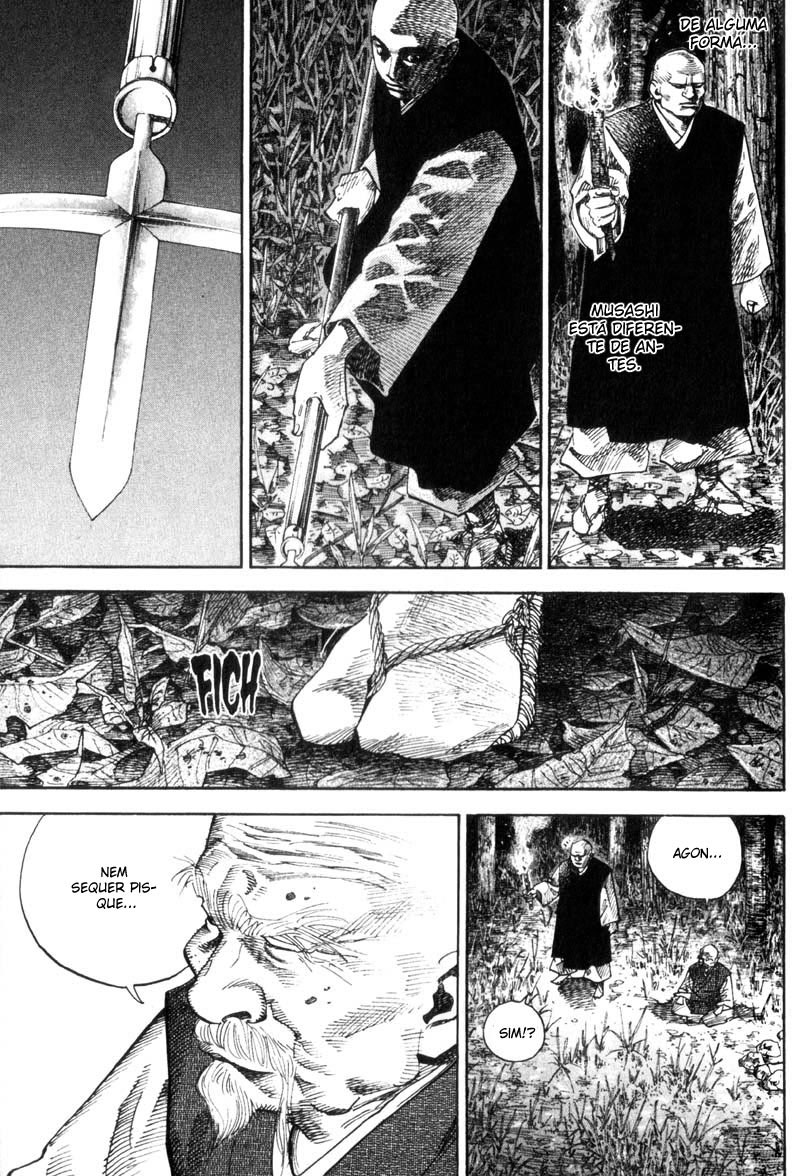 DE ALGUMA
FORMA!...
MUSASHI
ESTÁ DIFEREN-
TE DE AN-
TES.
FICH
AGON...
SIM!?
NEM
SEQUER PIS-
QUE...